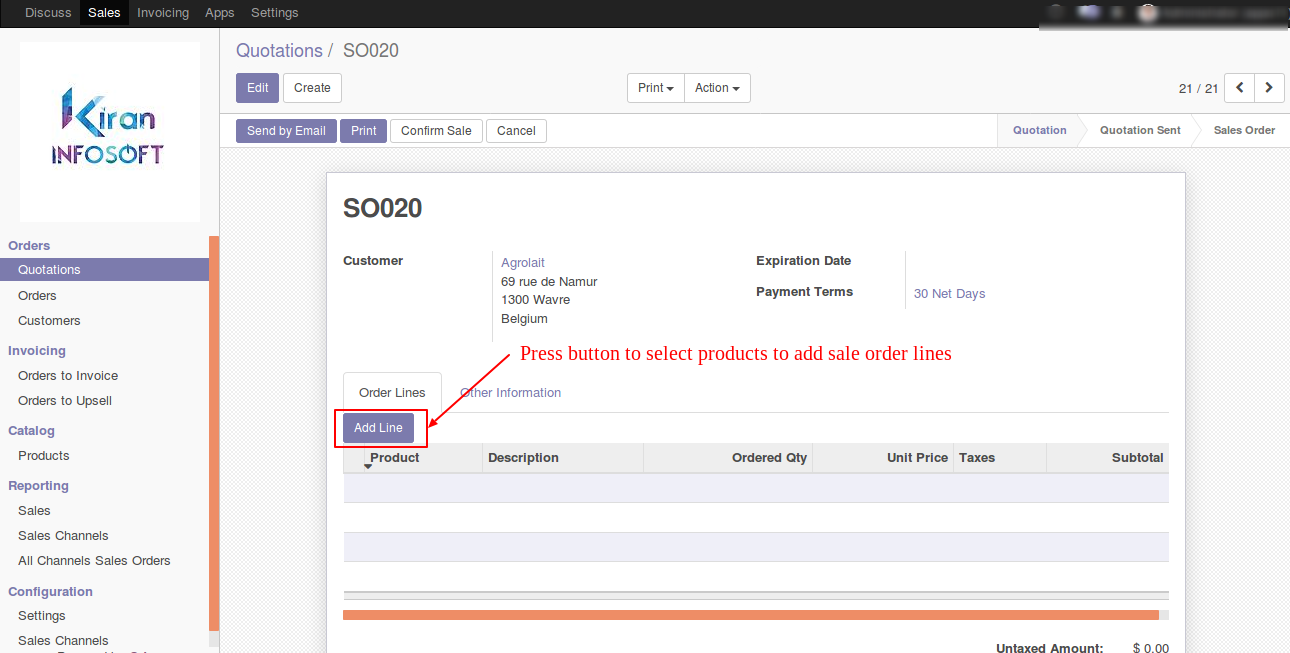 Discuss Sales Invoicing Apps Settings
Kiran
INFOSOFT
Quotations / SO020
Edit Create Print Action 21 / 21
Send by Email Print Confirm Sale Cancel Quotation Quotation Sent Sales Order
Orders
Quotations
Orders
Customers
Invoicing
Orders to Invoice
Orders to Upsell
Catalog
Products
Reporting
Sales
Sales Channels
All Channels Sales Orders
Configuration
Settings
Sales Channels
SO020
Customer
Agrolait
69 rue de Namur
1300 Wavre
Belgium
Expiration Date
Payment Terms 30 Net Days
Press button to select products to add sale order lines
Order Lines Other Information
Add Line
Product Description Ordered Qty Unit Price Taxes Subtotal
Untaxed Amount: $ 0.00